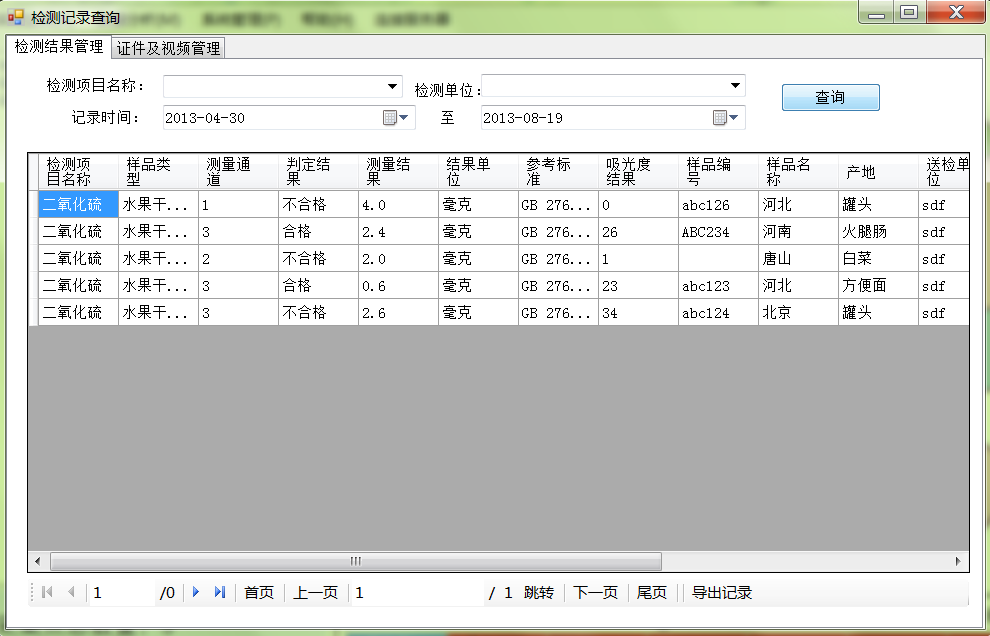 检测记录查询
检测结果管理 证件及视频管理
检测项目名称： 检测单位：
查询
记录时间： 2013-04-30 至 2013-08-19
检测项目名称 样品类型 测量通道 判定结果 测量结果 结果单位 参考标准 吸光度结果 样品编号 样品名称 产地 送检单位
二氧化硫 水果干... 1 不合格 4.0 毫克 GB 276... 0 abc126 河北 罐头 sdf
二氧化硫 水果干... 3 合格 2.4 毫克 GB 276... 26 ABC234 河南 火腿肠 sdf
二氧化硫 水果干... 2 不合格 2.0 毫克 GB 276... 1 唐山 白菜 sdf
二氧化硫 水果干... 3 合格 0.6 毫克 GB 276... 23 abc123 河北 方便面 sdf
二氧化硫 水果干... 3 不合格 2.6 毫克 GB 276... 34 abc124 北京 罐头 sdf
1 /0 首页 上一页 1 / 1 跳转 下一页 尾页 导出记录